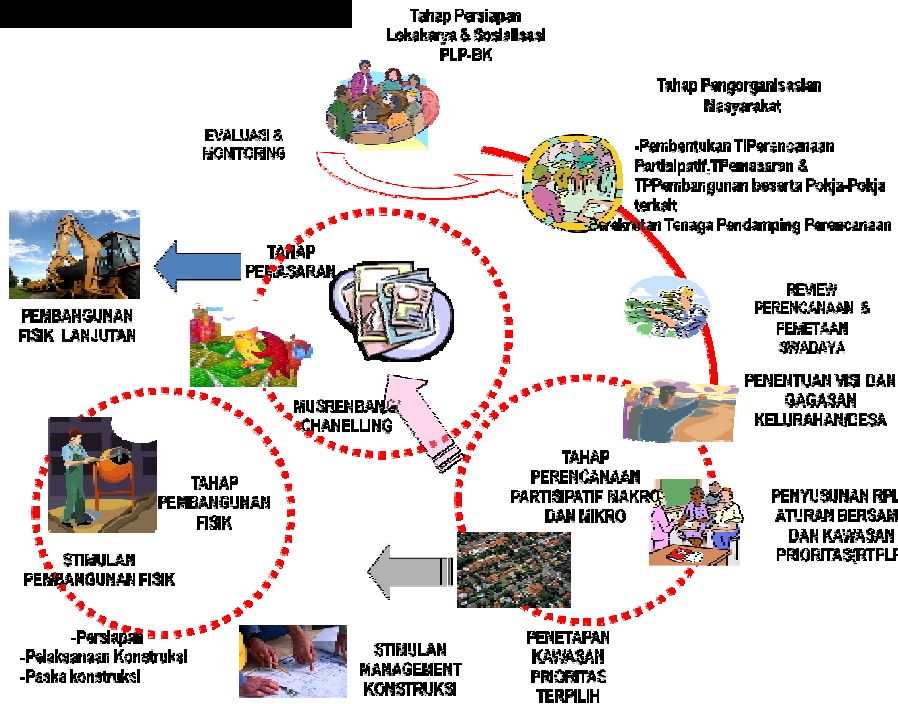 Tahap Persiapan
Lokakarya & Sosialisasi
PLP-BK
Tahap Pengorganisasian
Masyarakat
-Pembentukan TIPerencanaan
Partisipatif,TPemasaran &
TPPembangunan beserta Pokja-Pokja
terkait
Tenaga Pendamping Perencanaan
EVALUASI &
MONITORING
TAHAP
PEMASARAN
PEMBANGUNAN
FISIK LANJUTAN
REVIEW
PERENCANAAN &
PEMETAAN
SWADAYA
PENENTUAN VISI DAN
GAGASAN
KELURAHAN/DESA
MUSRENBANG
CHANELLING
TAHAP
PERENCANAAN
PARTISIPATIF MAKRO
DAN MIKRO
TAHAP
PEMBANGUNAN
FISIK
PENYUSUNAN RPL
ATURAN BERSAM
DAN KAWASAN
PRIORITAS(RTPLP
STIMULAN
PEMBANGUNAN FISIK
-Persiapan
-Pelaksanaan Konstruksi
-Paska konstruksi
STIMULAN
MANAGEMENT
KONSTRUKSI
PENETAPAN
KAWASAN
PRIORITAS
TERPILIH